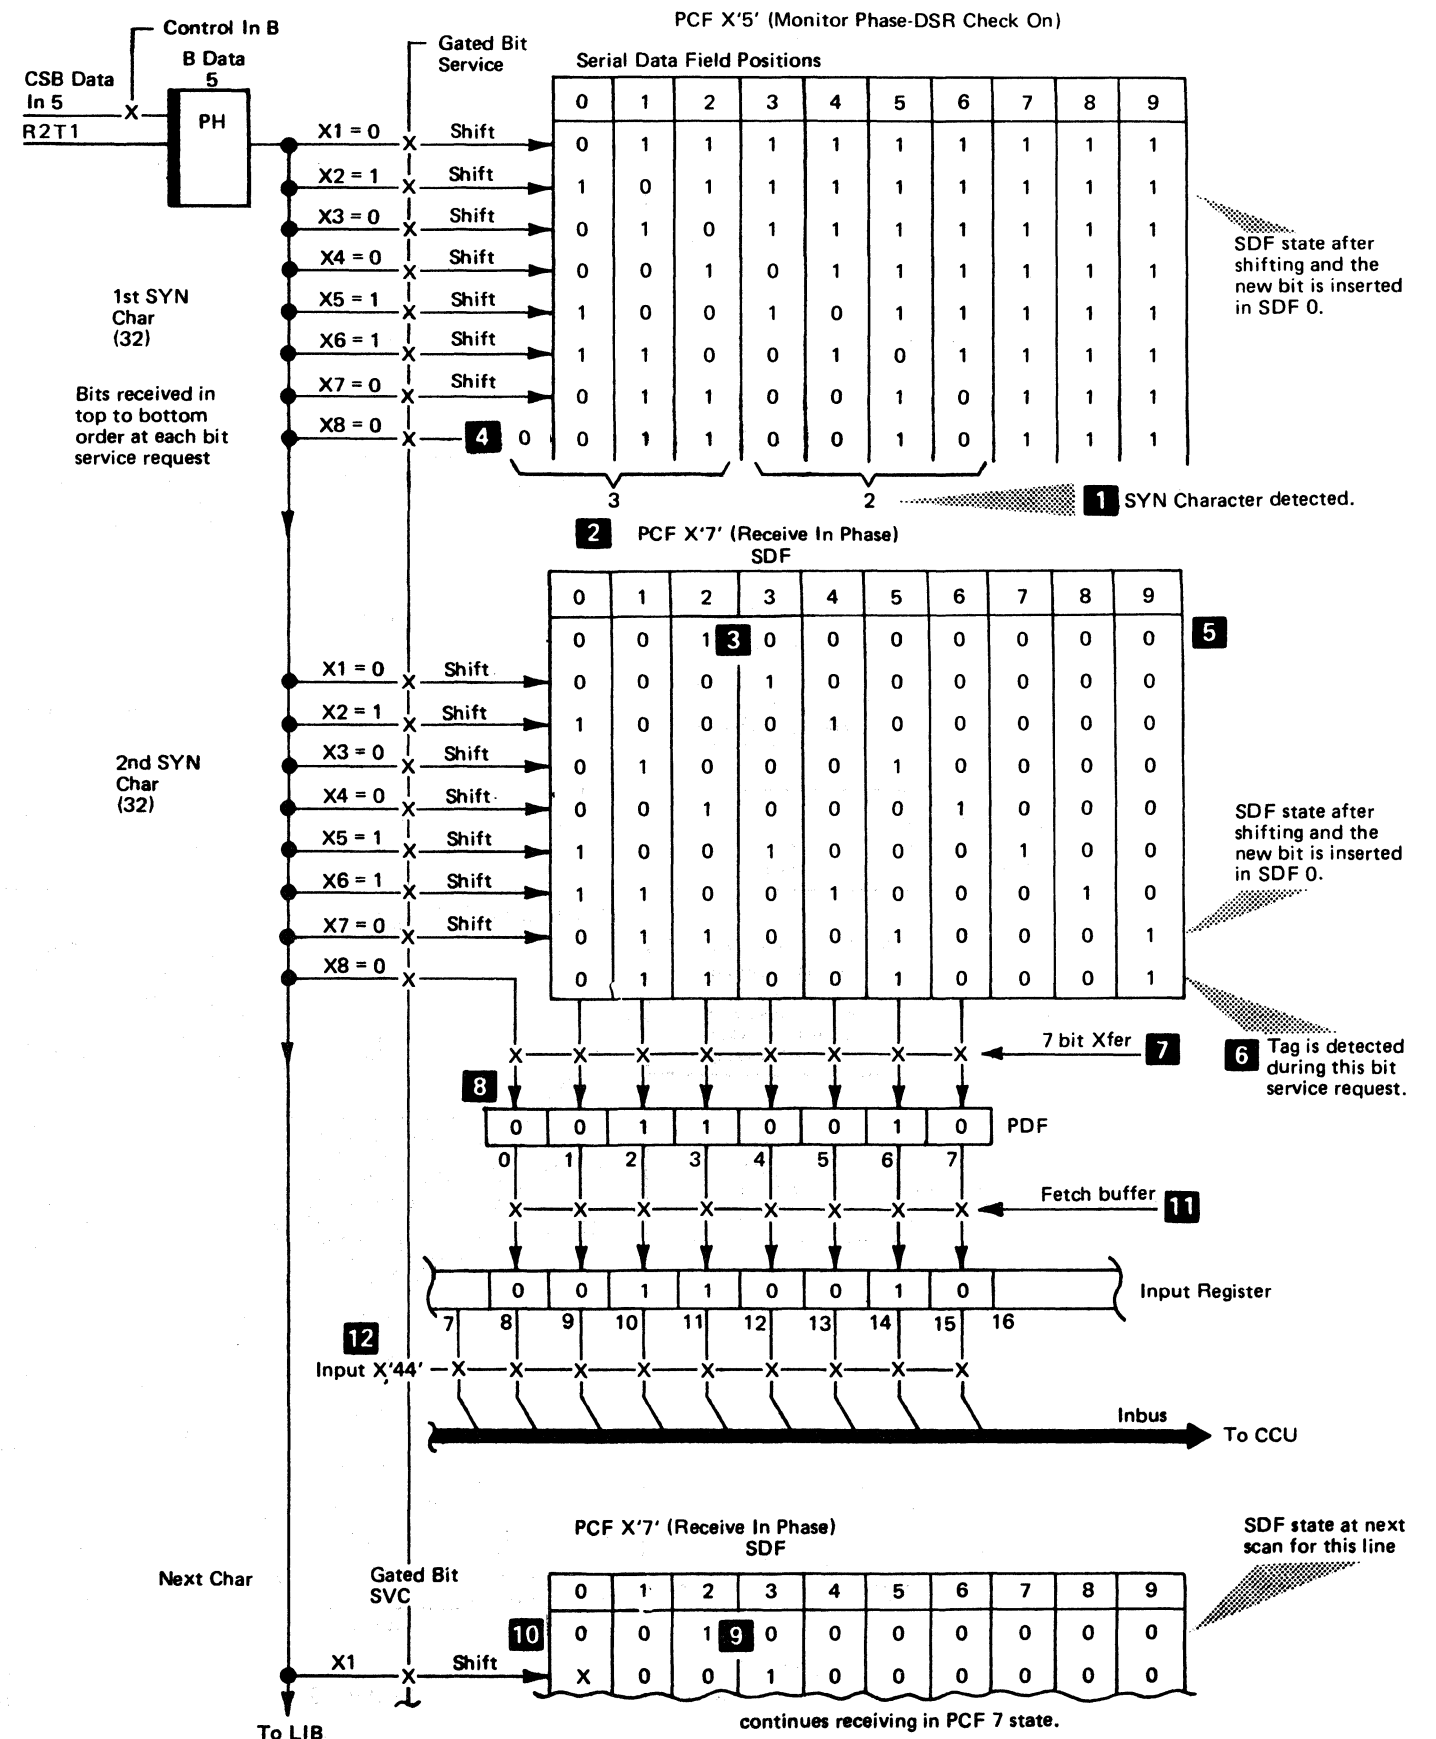 PCF X'5' (Monitor Phase-DSR Check On)
Control In B
Gated Bit
Service
B Data
5
CSB Data
In 5
R2T1
PH
Serial Data Field Positions
0 1 2 3 4 5 6 7 8 9
X1 = 0 Shift 0 1 1 1 1 1 1 1 1 1
X2 = 1 Shift 1 0 1 1 1 1 1 1 1 1
X3 = 0 Shift 0 1 0 1 1 1 1 1 1 1
X4 = 0 Shift 0 0 1 0 1 1 1 1 1 1
X5 = 1 Shift 1 0 0 1 0 1 1 1 1 1
X6 = 1 Shift 1 1 0 0 1 0 1 1 1 1
X7 = 0 Shift 0 1 1 0 0 1 0 1 1 1
X8 = 0 4 0 0 1 1 0 0 1 0 1 1 1
SDF state after
shifting and the
new bit is inserted
in SDF 0.
1st SYN
Char
(32)
Bits received in
top to bottom
order at each bit
service request
3 2
1 SYN Character detected.
2 PCF X'7' (Receive In Phase)
SDF
0 1 2 3 4 5 6 7 8 9
0 0 1 3 0 0 0 0 0 0 0 5
X1 = 0 Shift 0 0 0 1 0 0 0 0 0 0
X2 = 1 Shift 1 0 0 0 1 0 0 0 0 0
X3 = 0 Shift 0 1 0 0 0 1 0 0 0 0
X4 = 0 Shift 0 0 1 0 0 0 1 0 0 0
X5 = 1 Shift 1 0 0 1 0 0 0 1 0 0
X6 = 1 Shift 1 1 0 0 1 0 0 0 1 0
X7 = 0 Shift 0 1 1 0 0 1 0 0 0 1
X8 = 0 0 1 1 0 0 1 0 0 0 1
2nd SYN
Char
(32)
SDF state after
shifting and the
new bit is inserted
in SDF 0.
7 bit Xfer 7
6 Tag is detected
during this bit
service request.
8
0 0 1 1 0 0 1 0 PDF
0 1 2 3 4 5 6 7
Fetch buffer 11
0 0 1 1 0 0 1 0 Input Register
7 8 9 10 11 12 13 14 15 16
12
Input X'44'
Inbus
To CCU
PCF X'7' (Receive In Phase)
SDF
SDF state at next
scan for this line
Next Char
Gated Bit
SVC
0 1 2 3 4 5 6 7 8 9
10 0 0 1 9 0 0 0 0 0 0 0
X1 Shift X 0 0 1 0 0 0 0 0 0
continues receiving in PCF 7 state.
To LIB